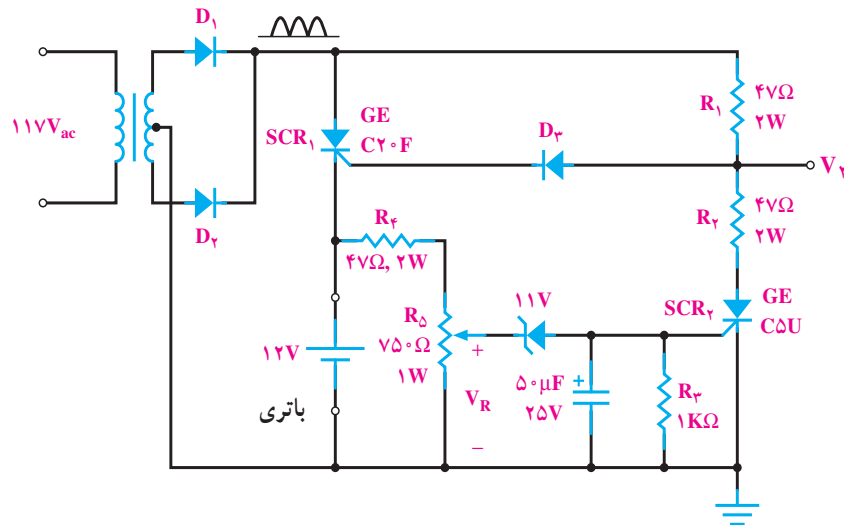 D۱
۱۱۷Vac
D۲
SCR۱
GE
C۲۰F
D۳
R۱
۴۷Ω
۲W
V۲
R۲
۴۷Ω
۲W
SCR۲
GE
C۵U
R۴
۴۷Ω, ۲W
R۵
۷۵۰Ω
۱W
۱۱V
۱۲V
باتری
+
VR
−
+
۵۰μF
۲۵V
R۳
۱KΩ